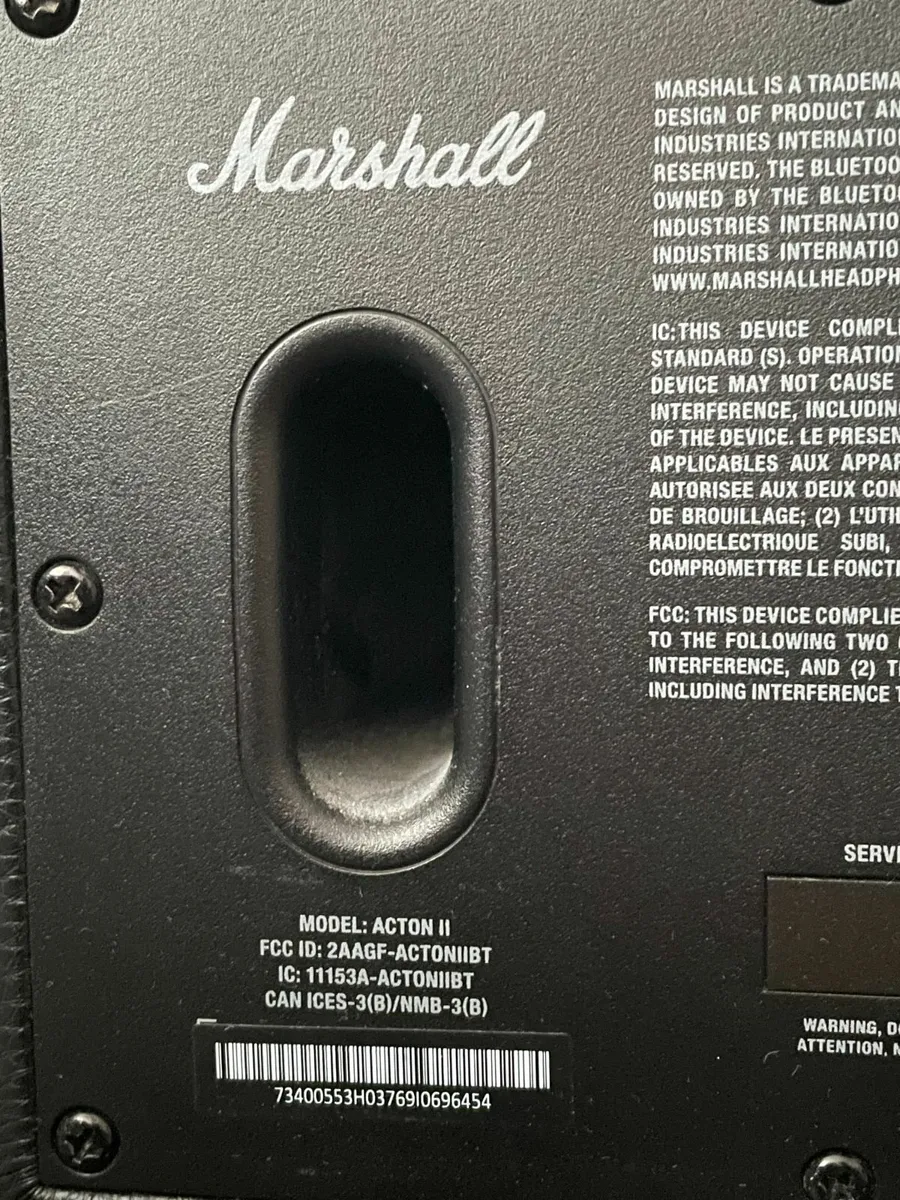 Marshall
MARSHALL IS A TRADEMA
DESIGN OF PRODUCT AN
INDUSTRIES INTERNATIO
RESERVED. THE BLUETOO
OWNED BY THE BLUETO
INDUSTRIES INTERNATIO
INDUSTRIES INTERNATIO
WWW.MARSHALLHEADPH
IC:THIS DEVICE COMPLI
STANDARD (S). OPERATION
DEVICE MAY NOT CAUSE
INTERFERENCE, INCLUDING
OF THE DEVICE. LE PRESEN
APPLICABLES AUX APPAR
AUTORISEE AUX DEUX CON
DE BROUILLAGE; (2) L'UTI
RADIOELECTRIQUE SUBI,
COMPROMETTRE LE FONCTI
FCC: THIS DEVICE COMPLIE
TO THE FOLLOWING TWO
INTERFERENCE, AND (2) T
INCLUDING INTERFERENCE T
SERVI
MODEL: ACTON II
FCC ID: 2AAGF-ACTONIIBT
IC: 11153A-ACTONIIBT
CAN ICES-3(B)/NMB-3(B)
73400553H03769I0696454
WARNING, DO
ATTENTION, N